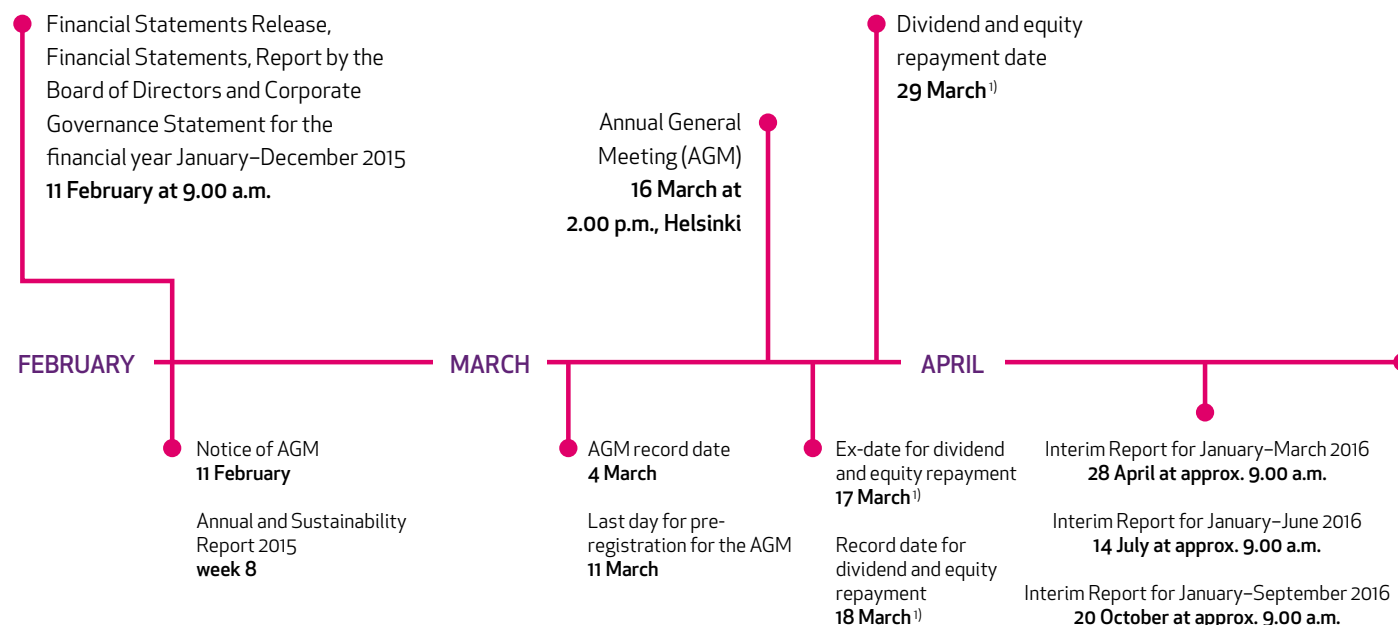 Financial Statements Release,
Financial Statements, Report by the
Board of Directors and Corporate
Governance Statement for the
financial year January–December 2015
11 February at 9.00 a.m.
Annual General
Meeting (AGM)
16 March at
2.00 p.m., Helsinki
Dividend and equity
repayment date
29 March 1)
FEBRUARY
MARCH
APRIL
Notice of AGM
11 February
Annual and Sustainability
Report 2015
week 8
AGM record date
4 March
Last day for pre-
registration for the AGM
11 March
Ex-date for dividend
and equity repayment
17 March 1)
Record date for
dividend and equity
repayment
18 March 1)
Interim Report for January–March 2016
28 April at approx. 9.00 a.m.
Interim Report for January–June 2016
14 July at approx. 9.00 a.m.
Interim Report for January–September 2016
20 October at approx. 9.00 a.m.